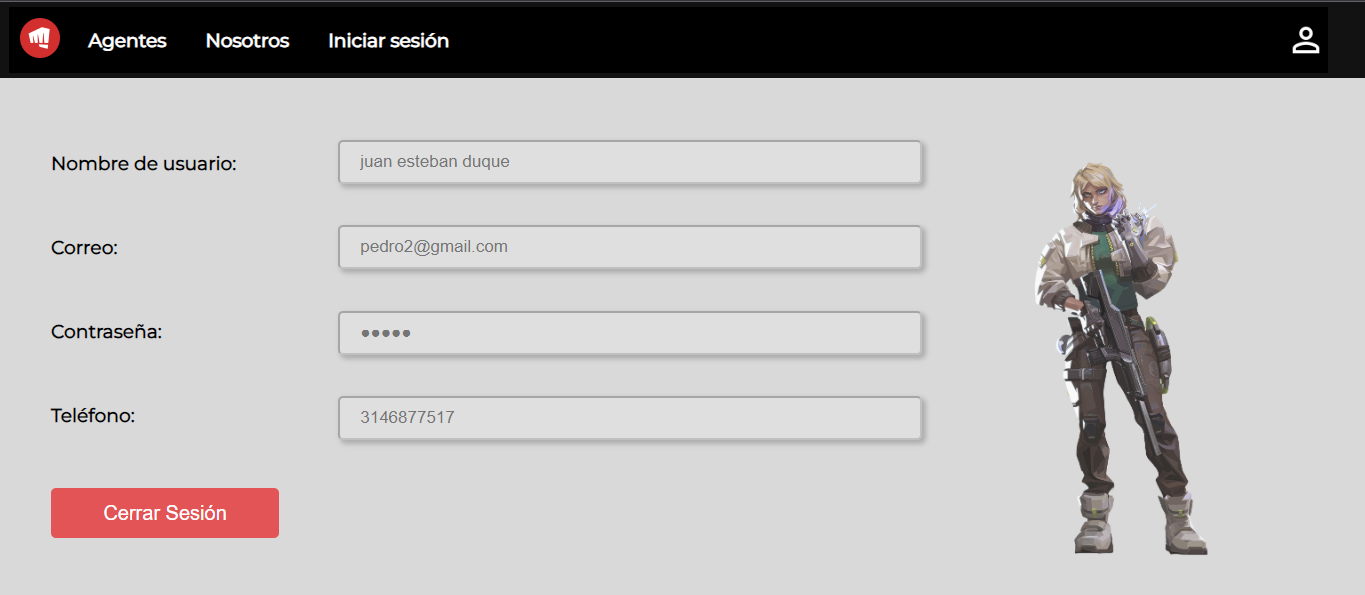 Agentes Nosotros Iniciar sesión
Nombre de usuario: juan esteban duque
Correo: pedro2@gmail.com
Contraseña: •••••
Teléfono: 3146877517
Cerrar Sesión